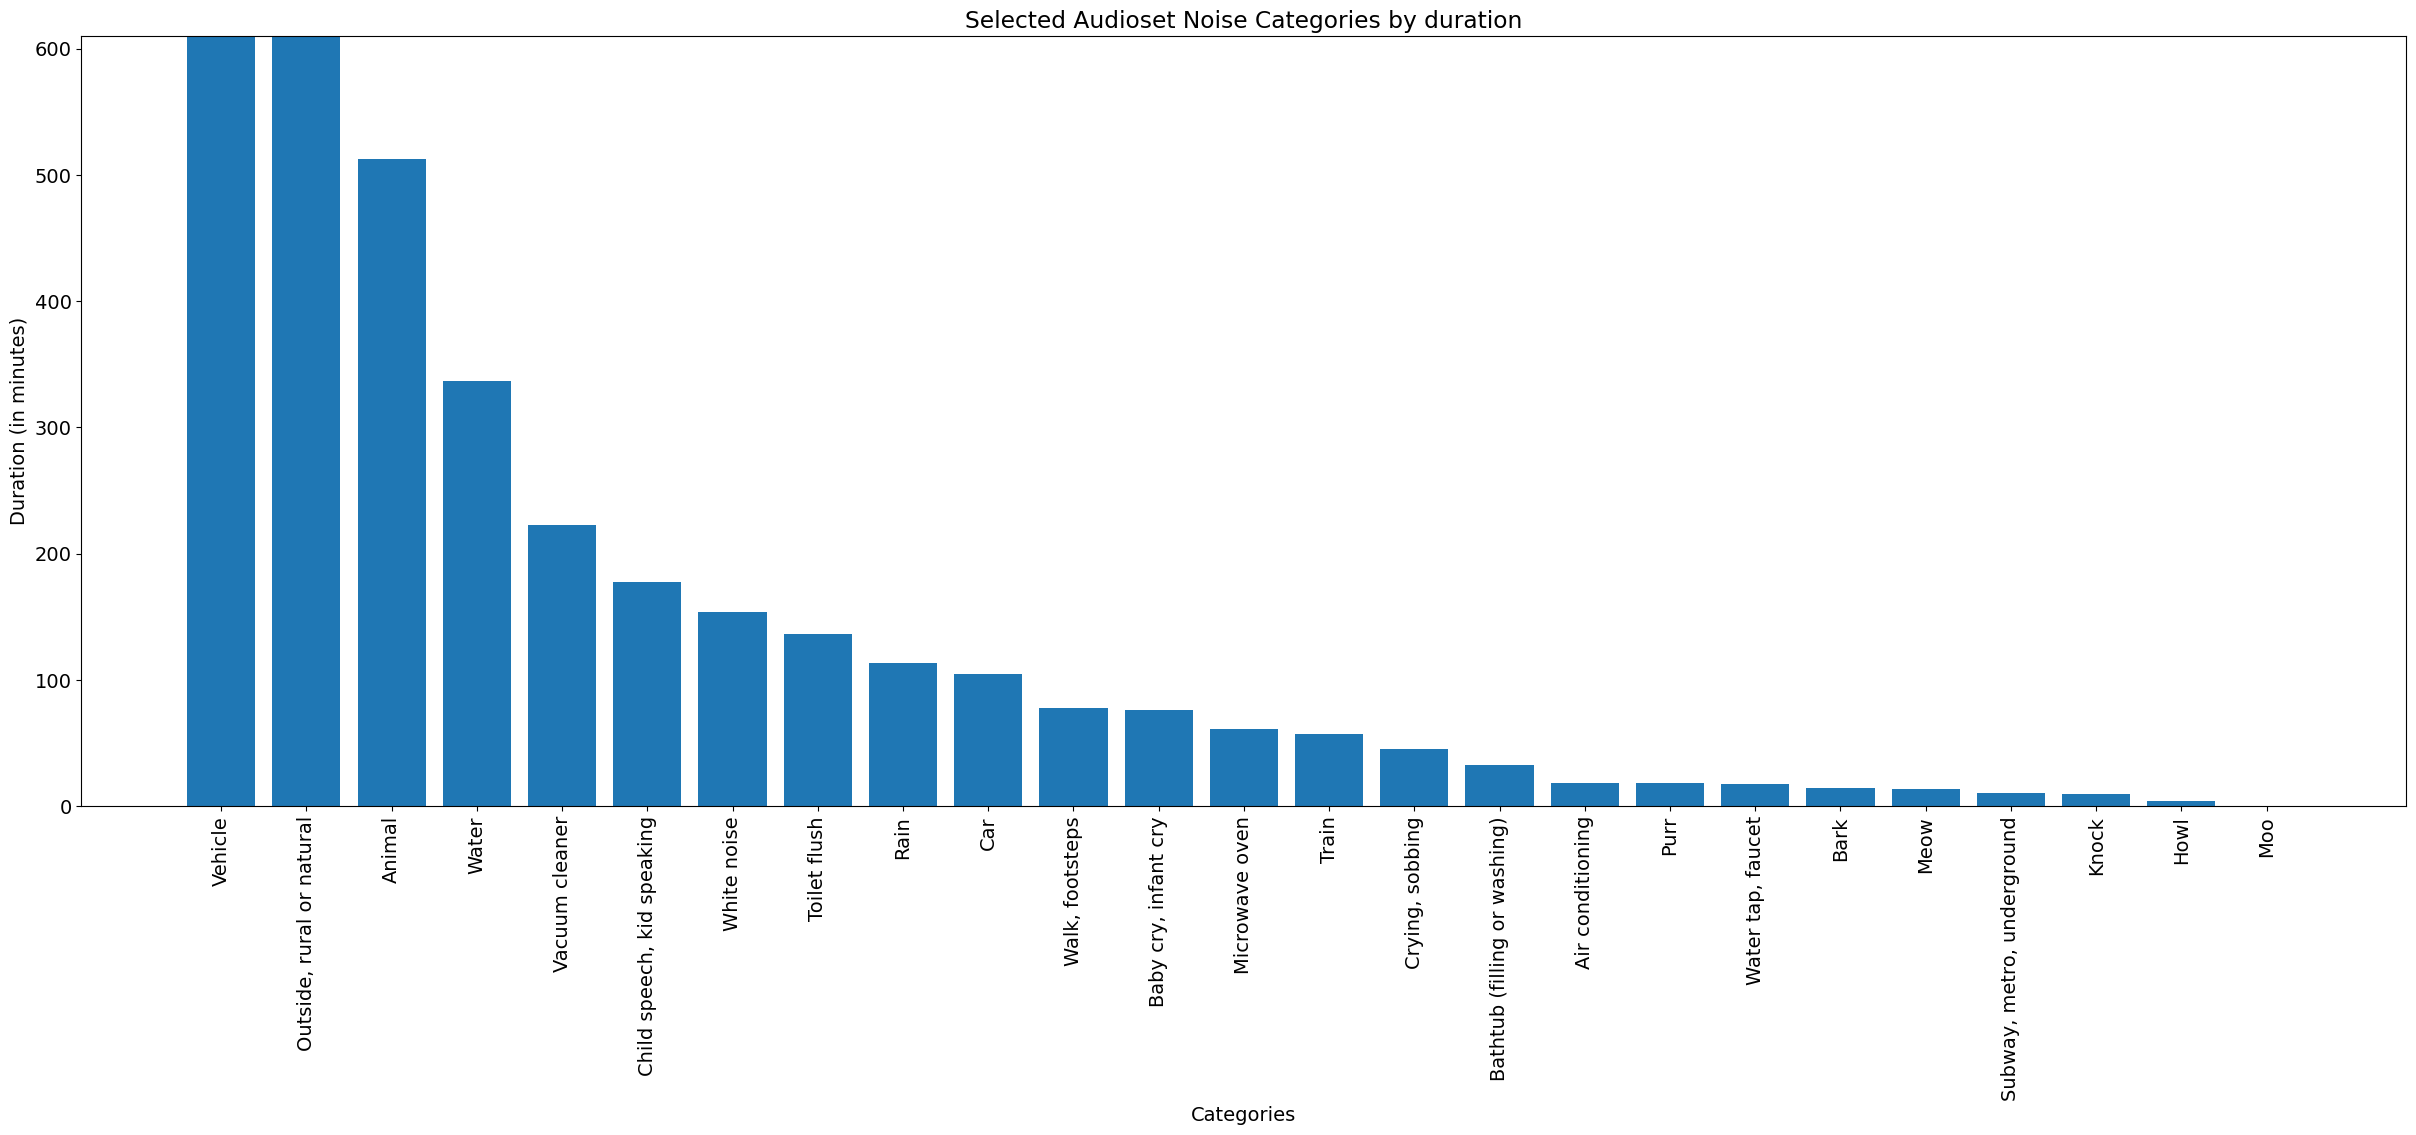 Selected Audioset Noise Categories by duration
Duration (in minutes)
600
500
400
300
200
100
0
Vehicle
Outside, rural or natural
Animal
Water
Vacuum cleaner
Child speech, kid speaking
White noise
Toilet flush
Rain
Car
Walk, footsteps
Baby cry, infant cry
Microwave oven
Train
Crying, sobbing
Bathtub (filling or washing)
Air conditioning
Purr
Water tap, faucet
Bark
Meow
Subway, metro, underground
Knock
Howl
Moo
Categories